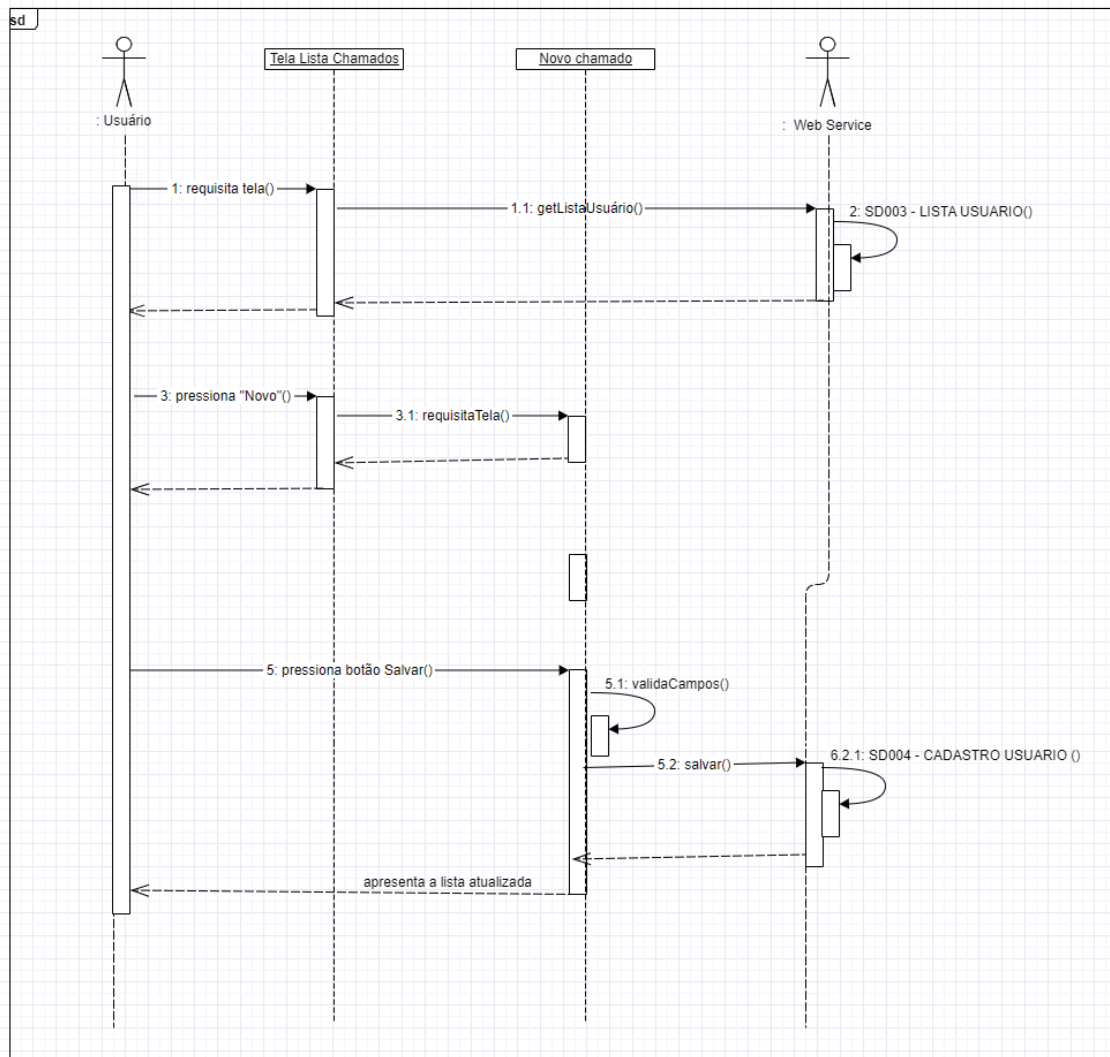 sd
Tela Lista Chamados
Novo chamado
: Usuário
: Web Service
1: requisita tela()
1.1: getListaUsuário()
2: SD003 - LISTA USUARIO()
3: pressiona "Novo"()
3.1: requisitaTela()
5: pressiona botão Salvar()
5.1: validaCampos()
5.2: salvar()
6.2.1: SD004 - CADASTRO USUARIO ()
apresenta a lista atualizada